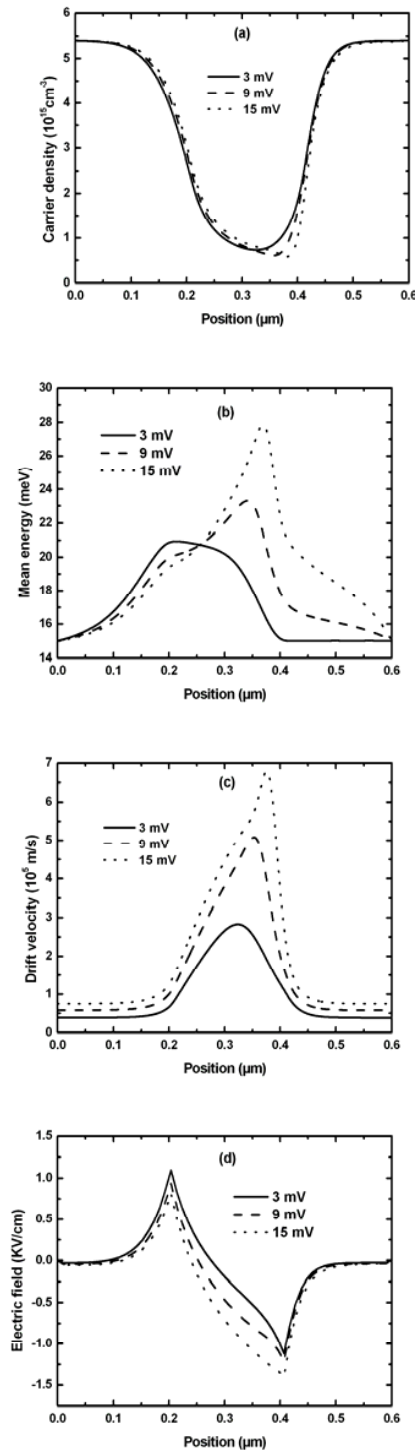 (a)
Carrier density (10¹⁵cm⁻³)
6
5
4
3
2
1
0
3 mV
9 mV
15 mV
0.0 0.1 0.2 0.3 0.4 0.5 0.6
Position (μm)
(b)
Mean energy (meV)
30
28
26
24
22
20
18
16
14
3 mV
9 mV
15 mV
0.0 0.1 0.2 0.3 0.4 0.5 0.6
Position (μm)
(c)
Drift velocity (10⁵ m/s)
7
6
5
4
3
2
1
0
3 mV
9 mV
15 mV
0.0 0.1 0.2 0.3 0.4 0.5 0.6
Position (μm)
(d)
Electric field (KV/cm)
1.5
1.0
0.5
0.0
-0.5
-1.0
-1.5
3 mV
9 mV
15 mV
0.0 0.1 0.2 0.3 0.4 0.5 0.6
Position (μm)